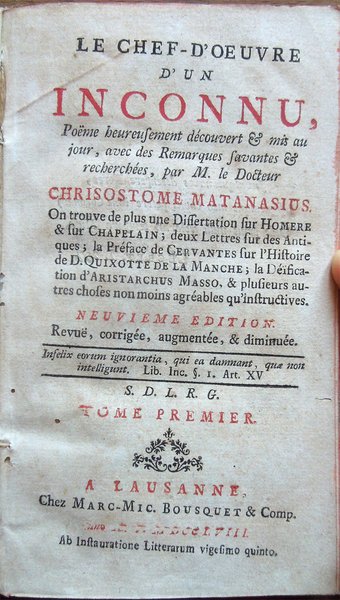 LE CHEF-D'OEUVRE
D'UN
INCONNU,
Poëme heureusement découvert & mis au
jour, avec des Remarques ſavantes &
recherchées, par M. le Docteur
CHRISOSTOME MATANASIUS.
On trouve de plus une Diſſertation ſur HOMERE
& ſur CHAPELAIN; deux Lettres ſur des Anti-
ques; la Préface de CERVANTES ſur l'Hiſtoire
de D. QUIXOTTE DE LA MANCHE; la Déïfica-
tion d'ARISTARCHUS MASSO, & pluſieurs au-
tres choſes non moins agréables qu'inſtructives.
NEUVIEME EDITION.
Revuë, corrigée, augmentée, & diminuée.
Infelix eorum ignorantia, qui ea damnant, quæ non
intelligunt. Lib. Inc. §. 1. Art. XV
S. D. L. R. G.
TOME PREMIER.
A LAUSANNE,
Chez MARC-MIC. BOUSQUET & Comp.
Ab Inſtauratione Litterarum vigeſimo quinto.